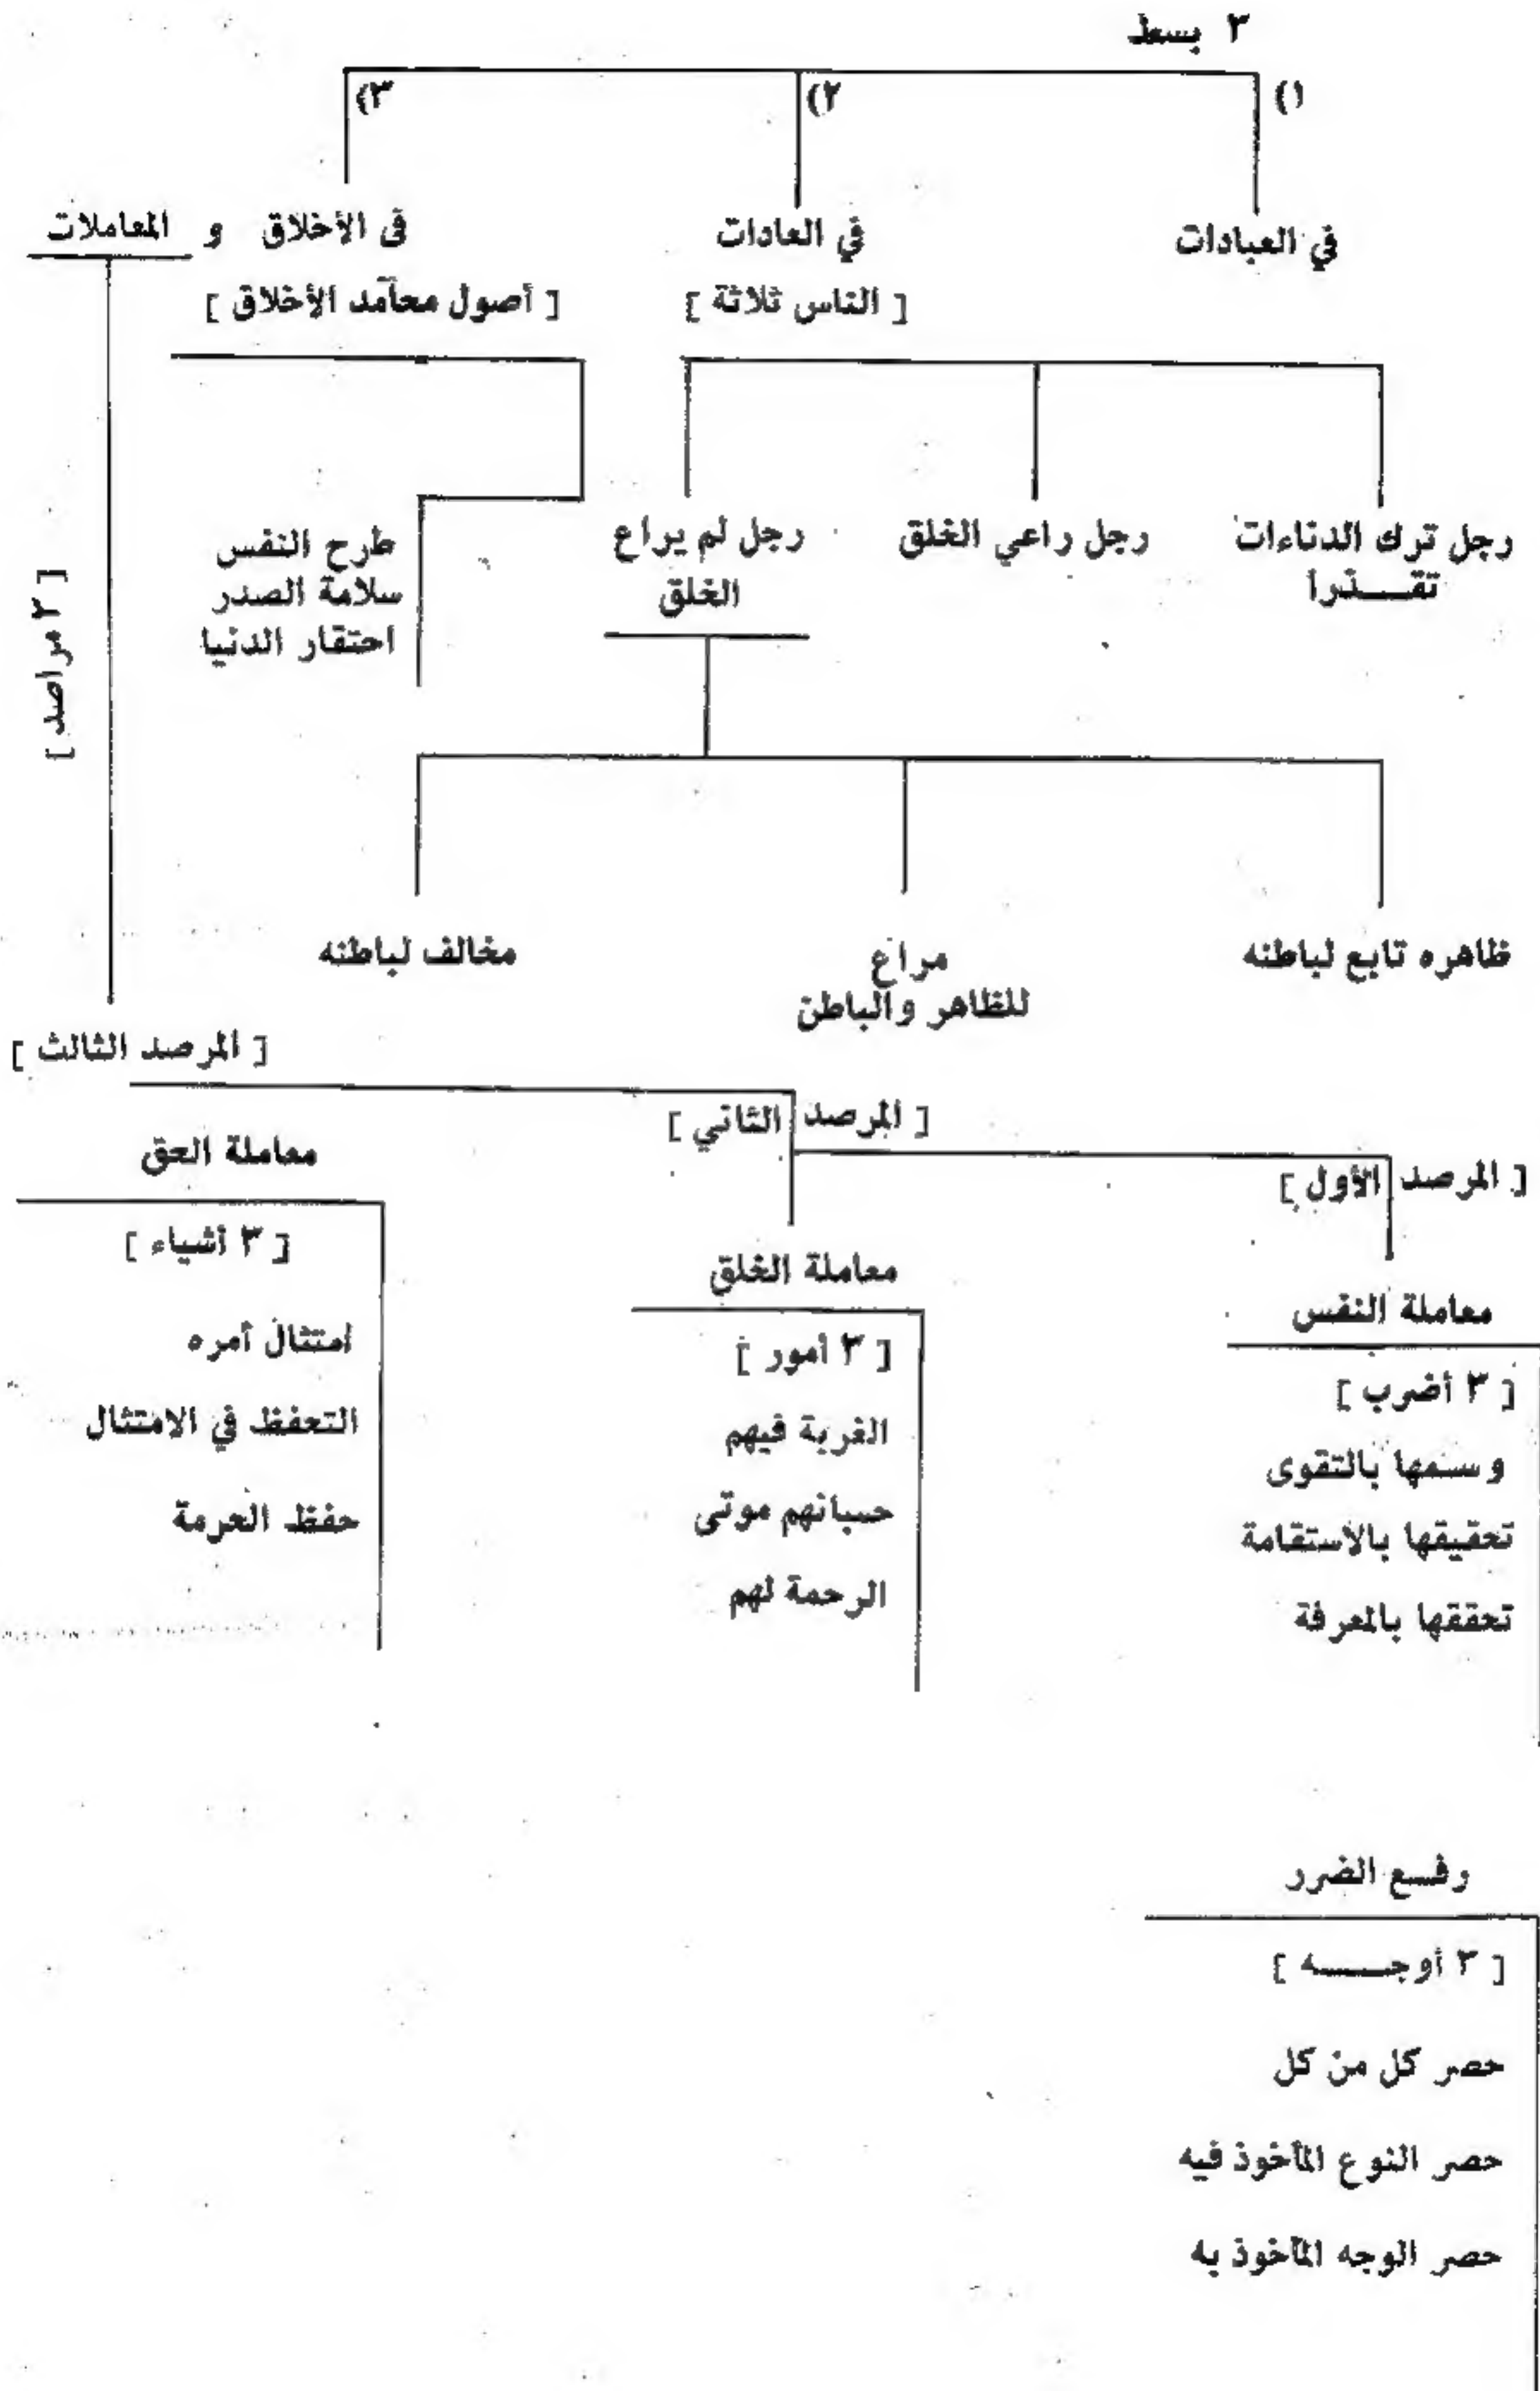 ٣ بسط
١)
٢)
٣)
في العبادات
في العادات
فى الأخلاق و المعاملات
[ الناس ثلاثة ]
[ أصول محامد الأخلاق ]
رجل ترك الدناءات
تقـــذرا
رجل راعي الخلق
رجل لم يراع
الخلق
طرح النفس
سلامة الصدر
احتقار الدنيا
[ ٣ مراصد ]
ظاهره تابع لباطنه
مراع
للظاهر والباطن
مخالف لباطنه
[ المرصد الأول ]
[ المرصد الثاني ]
[ المرصد الثالث ]
معاملة النفس
[ ٣ أضرب ]
وسمها بالتقوى
تحقيقها بالاستقامة
تحققها بالمعرفة
معاملة الخلق
[ ٣ أمور ]
الغربة فيهم
حسبانهم موتى
الرحمة لهم
معاملة الحق
[ ٣ أشياء ]
امتثال أمره
التحفظ في الامتثال
حفظ الحرمة
رفــع الضرر
[ ٣ أوجـــــه ]
حصر كل من كل
حصر النوع المأخوذ فيه
حصر الوجه المأخوذ به